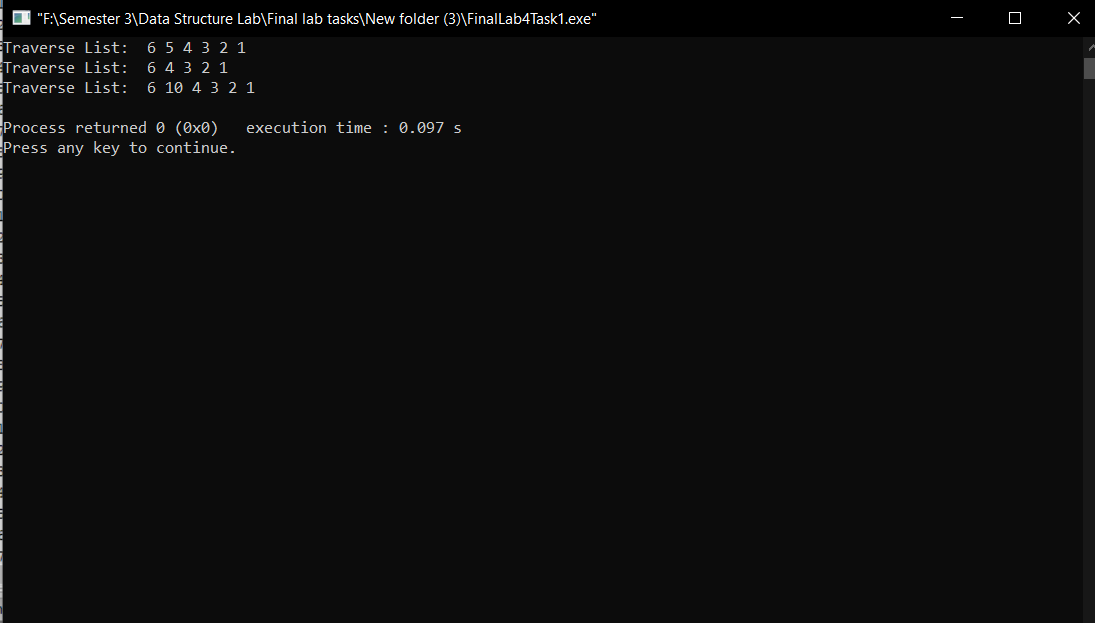 "F:\Semester 3\Data Structure Lab\Final lab tasks\New folder (3)\FinalLab4Task1.exe"
Traverse List:  6 5 4 3 2 1
Traverse List:  6 4 3 2 1
Traverse List:  6 10 4 3 2 1
Process returned 0 (0x0)   execution time : 0.097 s
Press any key to continue.